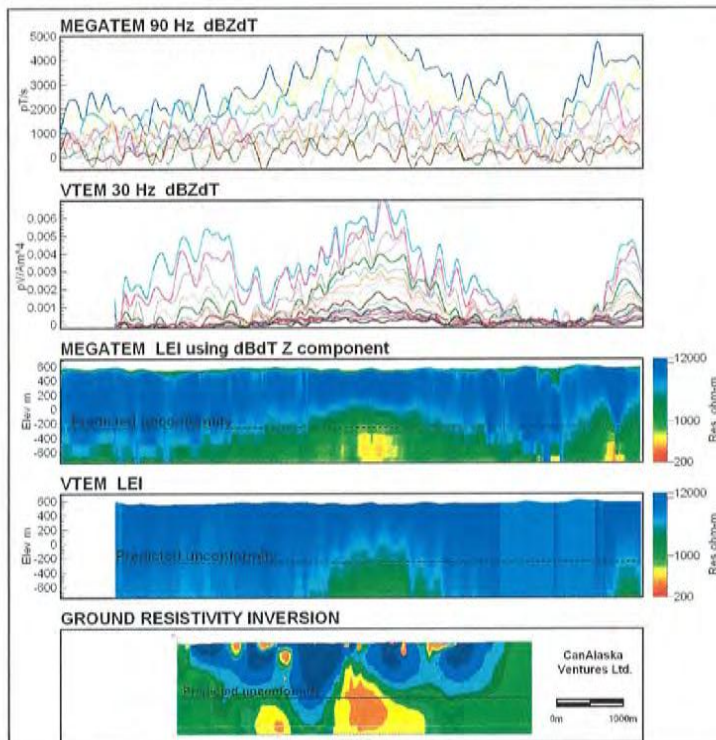 MEGATEM 90 Hz dBZdT
5000
4000
3000
2000
1000
0
pT/s
VTEM 30 Hz dBZdT
0.006
0.005
0.004
0.003
0.002
0.001
0
pV/Am^4
MEGATEM LEI using dBdT Z component
600
400
200
0
-200
-400
-600
Elev m
Predicted unconformity
12000
1000
200
Res. ohm-m
VTEM LEI
600
400
200
0
-200
-400
-600
Elev m
Predicted unconformity
12000
1000
200
Res. ohm-m
GROUND RESISTIVITY INVERSION
Predicted unconformity
CanAlaska
Ventures Ltd.
0m 1000m